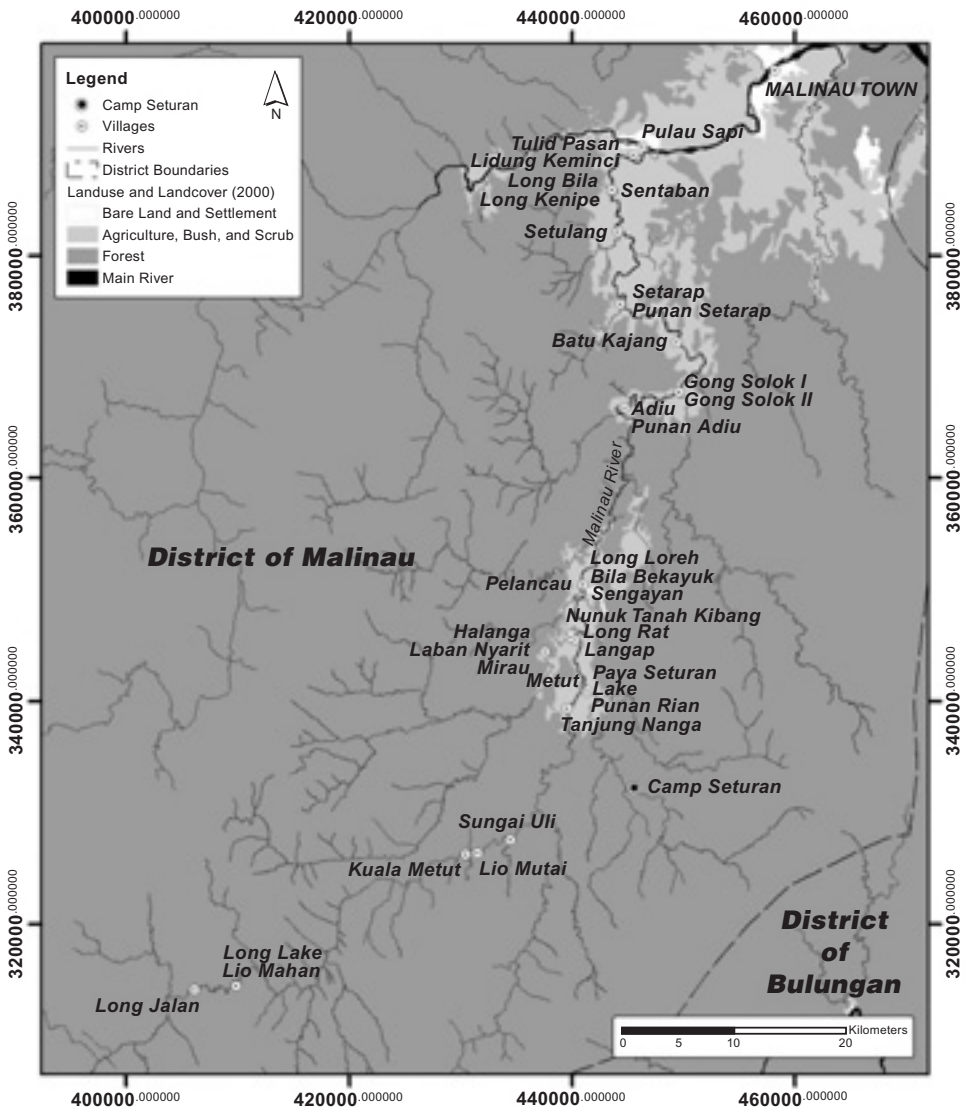 400000.000000
420000.000000
440000.000000
460000.000000
Legend
N
Camp Seturan
Villages
Rivers
District Boundaries
Landuse and Landcover (2000)
Bare Land and Settlement
Agriculture, Bush, and Scrub
Forest
Main River
MALINAU TOWN
Pulau Sapi
Tulid Pasan
Lidung Keminci
Long Bila
Long Kenipe
Sentaban
Setulang
380000.000000
380000.000000
Setarap
Punan Setarap
Batu Kajang
Gong Solok I
Gong Solok II
Adiu
Punan Adiu
360000.000000
360000.000000
Malinau River
District of Malinau
Long Loreh
Pelancau
Bila Bekayuk
Sengayan
Nunuk Tanah Kibang
Halanga
Long Rat
Laban Nyarit
Langap
Mirau
Metut
Paya Seturan
Lake
Punan Rian
Tanjung Nanga
340000.000000
340000.000000
Camp Seturan
Sungai Uli
Kuala Metut
Lio Mutai
320000.000000
320000.000000
District
of
Bulungan
Long Lake
Lio Mahan
Long Jalan
Kilometers
0 5 10 20
400000.000000
420000.000000
440000.000000
460000.000000